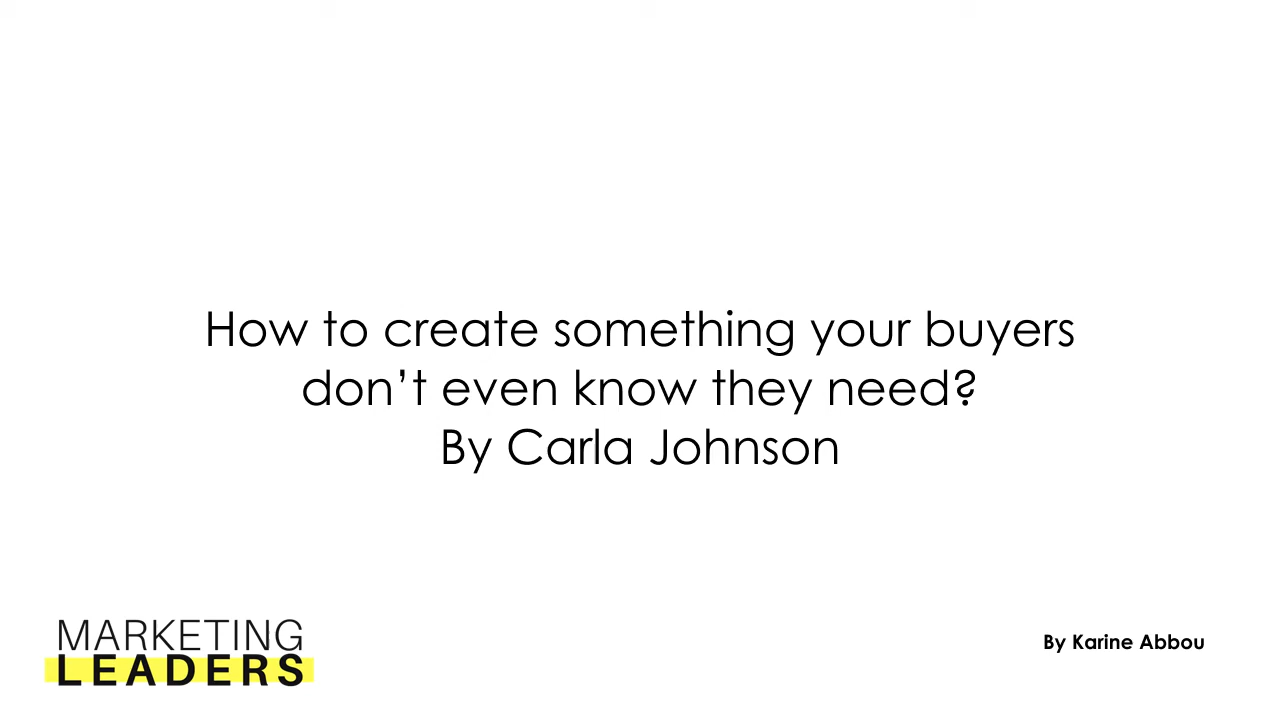 How to create something your buyers
don’t even know they need?
By Carla Johnson
MARKETING
LEADERS
By Karine Abbou